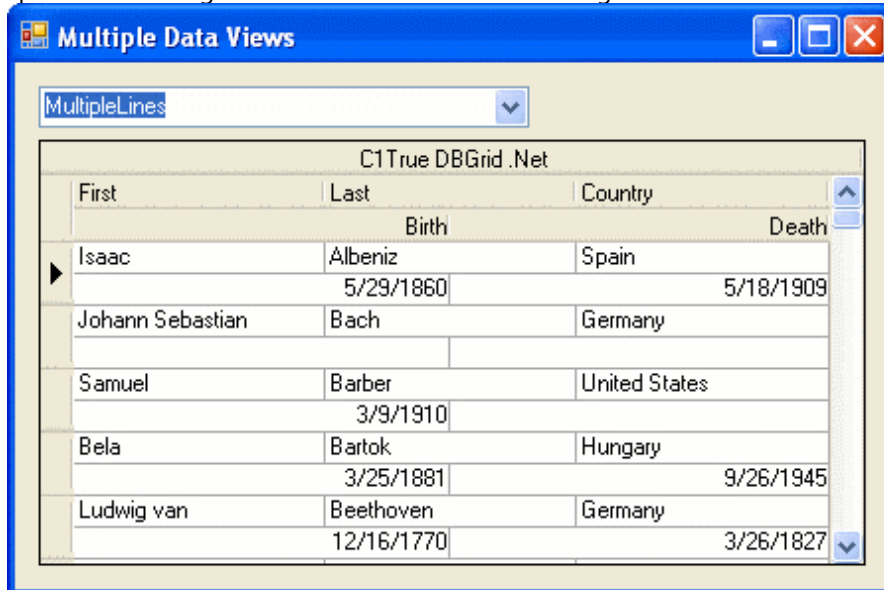 Multiple Data Views
MultipleLines
C1True DBGrid .Net
First Last Country
Birth Death
Isaac Albeniz Spain
5/29/1860 5/18/1909
Johann Sebastian Bach Germany
Samuel Barber United States
3/9/1910
Bela Bartok Hungary
3/25/1881 9/26/1945
Ludwig van Beethoven Germany
12/16/1770 3/26/1827